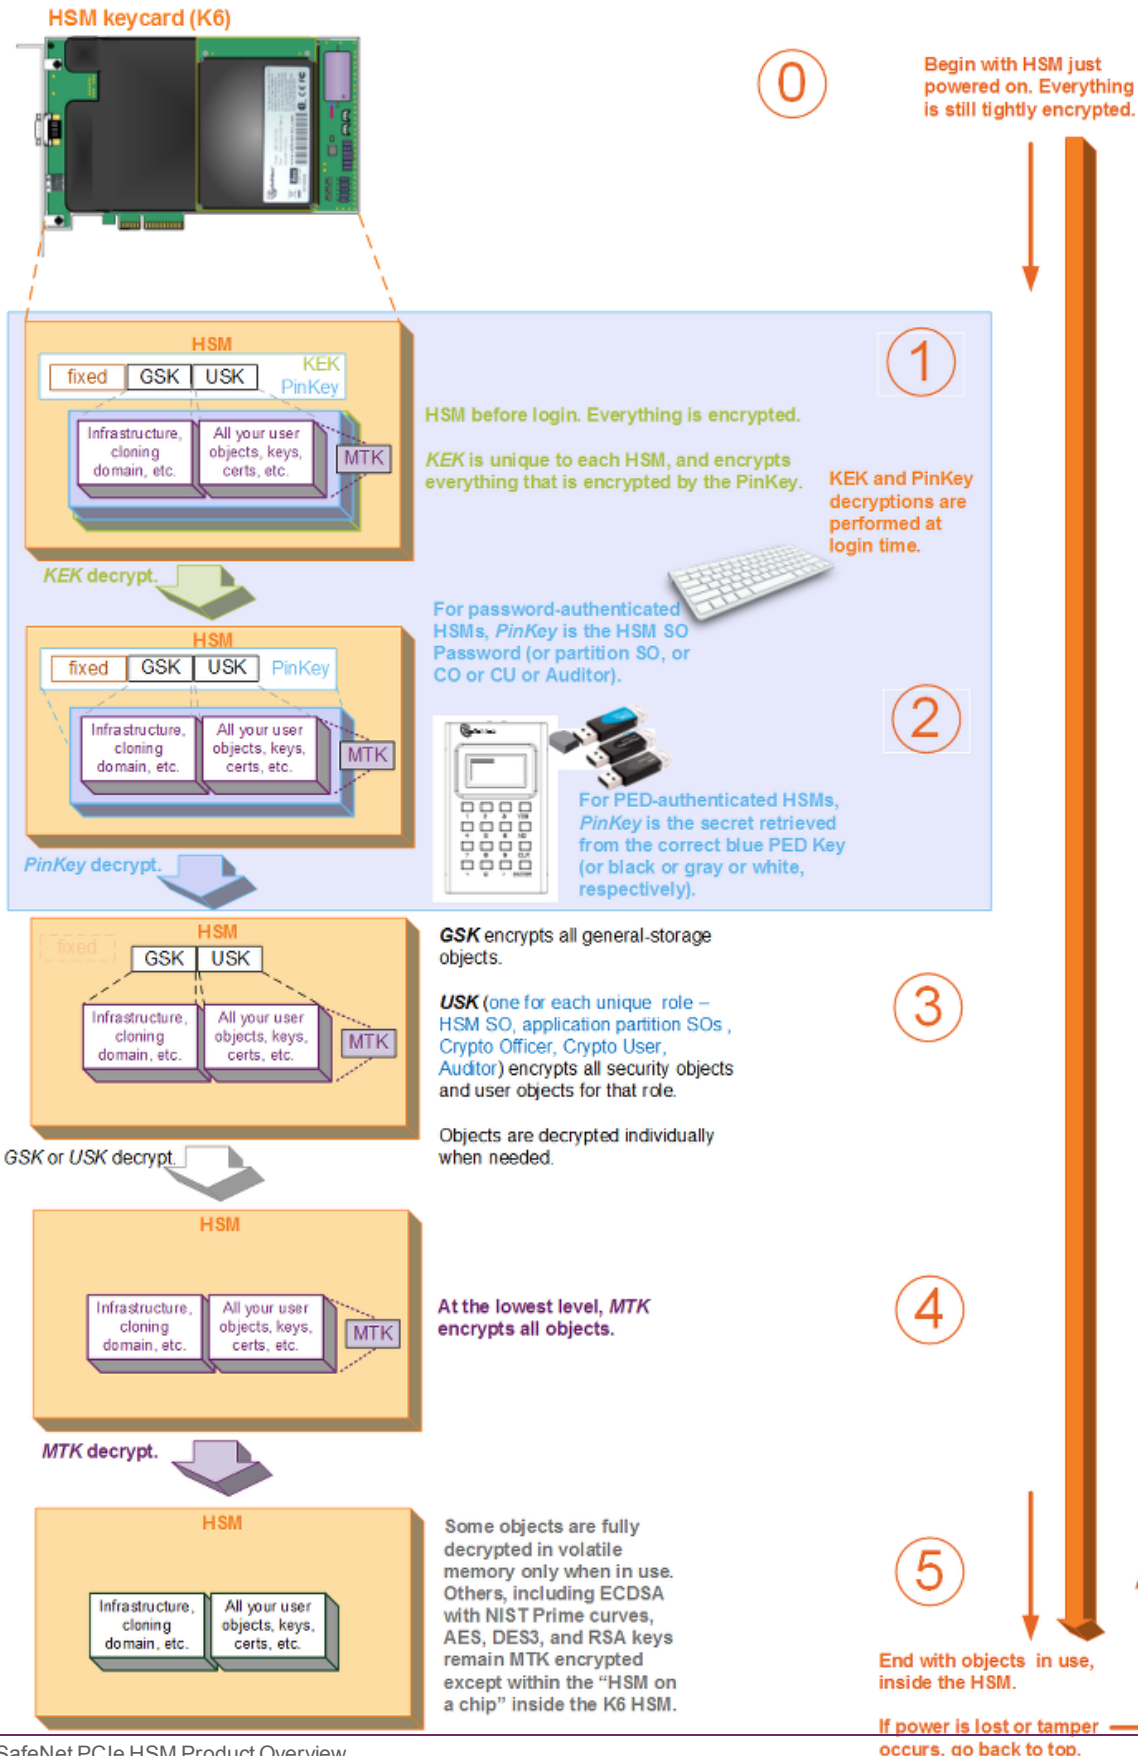 HSM keycard (K6)
0
Begin with HSM just
powered on. Everything
is still tightly encrypted.
HSM
KEK
fixed GSK USK
PinKey
Infrastructure,
cloning
domain, etc.
All your user
objects, keys,
certs, etc.
MTK
1
HSM before login. Everything is encrypted.
KEK is unique to each HSM, and encrypts
everything that is encrypted by the PinKey.
KEK and PinKey
decryptions are
performed at
login time.
KEK decrypt.
HSM
fixed GSK USK PinKey
Infrastructure,
cloning
domain, etc.
All your user
objects, keys,
certs, etc.
MTK
For password-authenticated
HSMs, PinKey is the HSM SO
Password (or partition SO, or
CO or CU or Auditor).
2
For PED-authenticated HSMs,
PinKey is the secret retrieved
from the correct blue PED Key
(or black or gray or white,
respectively).
PinKey decrypt.
HSM
fixed
GSK USK
Infrastructure,
cloning
domain, etc.
All your user
objects, keys,
certs, etc.
MTK
GSK encrypts all general-storage
objects.
USK (one for each unique role –
HSM SO, application partition SOs ,
Crypto Officer, Crypto User,
Auditor) encrypts all security objects
and user objects for that role.
Objects are decrypted individually
when needed.
3
GSK or USK decrypt.
HSM
Infrastructure,
cloning
domain, etc.
All your user
objects, keys,
certs, etc.
MTK
At the lowest level, MTK
encrypts all objects.
4
MTK decrypt.
HSM
Infrastructure,
cloning
domain, etc.
All your user
objects, keys,
certs, etc.
Some objects are fully
decrypted in volatile
memory only when in use.
Others, including ECDSA
with NIST Prime curves,
AES, DES3, and RSA keys
remain MTK encrypted
except within the “HSM on
a chip” inside the K6 HSM.
5
End with objects in use,
inside the HSM.
If power is lost or tamper
occurs, go back to top.
SafeNet PCIe HSM Product Overview